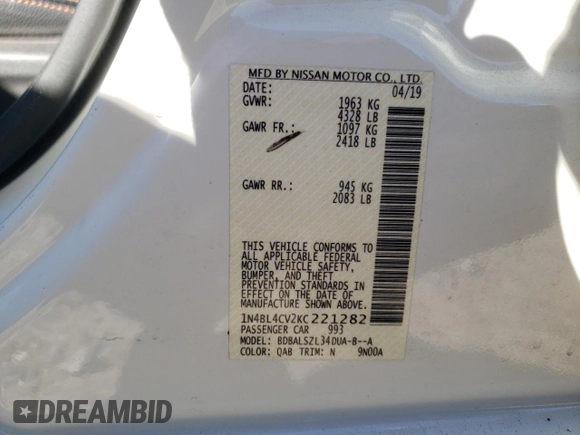 MFD BY NISSAN MOTOR CO., LTD.
DATE: 04/19
GVWR: 1963 KG
4328 LB
GAWR FR.: 1097 KG
2418 LB
GAWR RR.: 945 KG
2083 LB
THIS VEHICLE CONFORMS TO
ALL APPLICABLE FEDERAL
MOTOR VEHICLE SAFETY,
BUMPER, AND THEFT
PREVENTION STANDARDS IN
EFFECT ON THE DATE OF
MANUFACTURE SHOWN ABOVE.
1N4BL4CV2KC221282
PASSENGER CAR 993
MODEL: BDBALSZL34DUA-B--A
COLOR: QAB TRIM: N 9N00A
DREAMBID